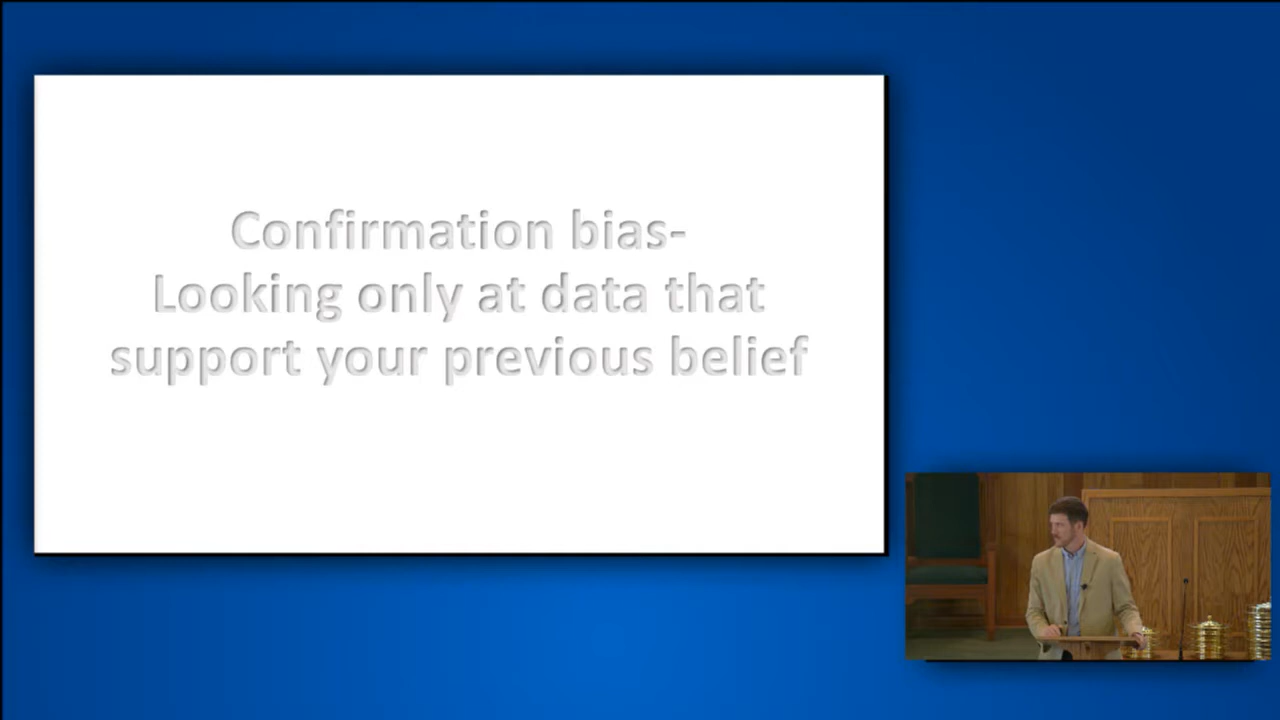 Confirmation bias-
Looking only at data that
support your previous belief